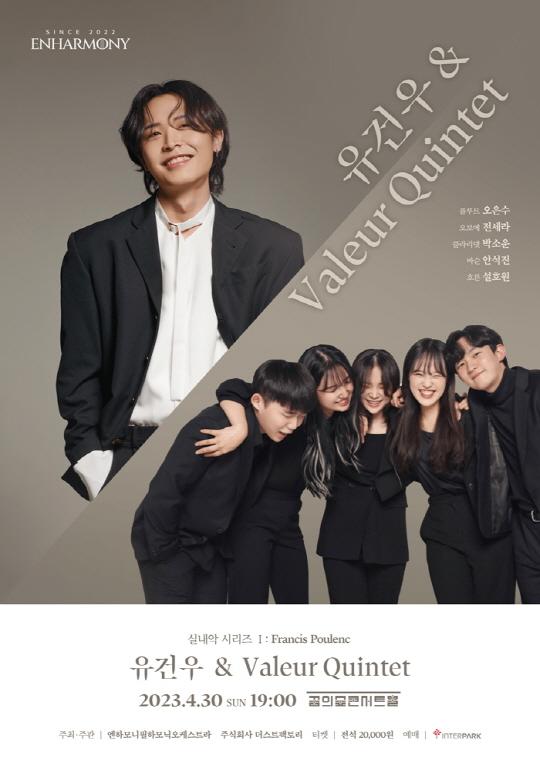 SINCE 2022
ENHARMONY
유건우 &
Valeur Quintet
플루트 오은수
오보에 전세라
클라리넷 박소윤
바순 안석진
호른 설호원
실내악 시리즈 I : Francis Poulenc
유건우 & Valeur Quintet
2023.4.30 SUN 19:00 꿈의숲콘서트홀
주최·주관 | 엔하모니필하모닉오케스트라 주식회사 더스트팩토리 티켓 | 전석 20,000원 예매 | INTERPARK